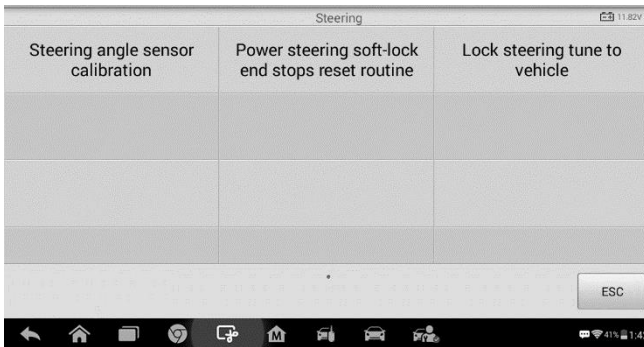 Steering
11.82V
Steering angle sensor
calibration
Power steering soft-lock
end stops reset routine
Lock steering tune to
vehicle
ESC
M
41%